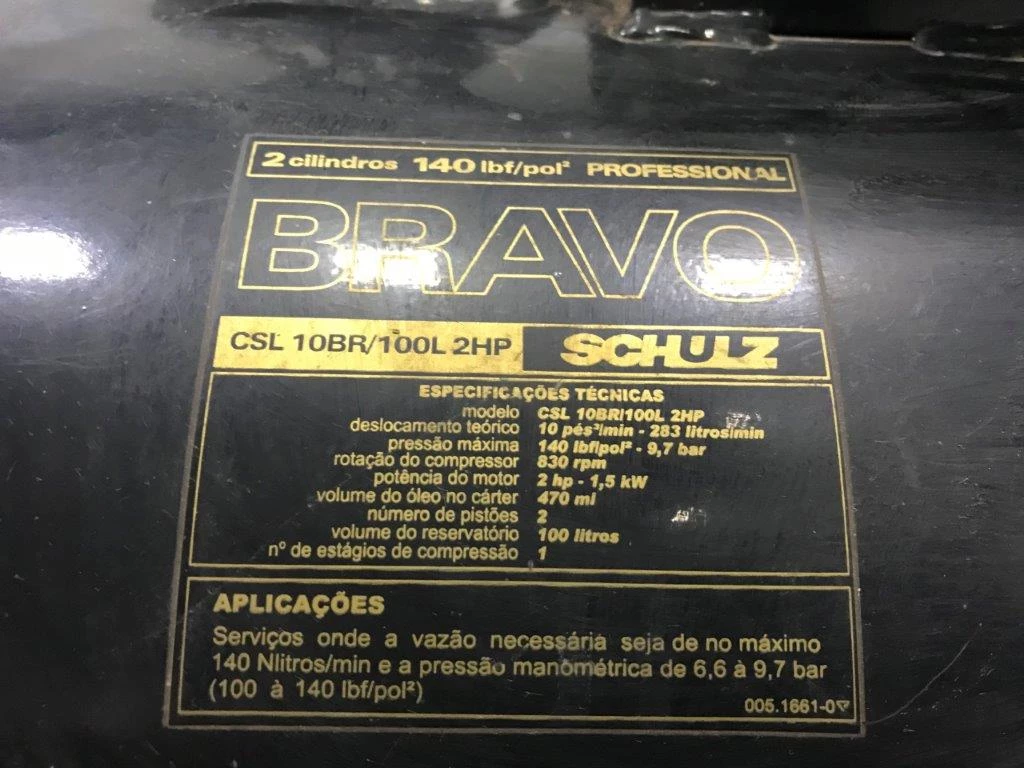 2 cilindros 140 lbf/pol² PROFESSIONAL
BRAVO
CSL 10BR/100L 2HP SCHULZ
ESPECIFICAÇÕES TÉCNICAS
modelo CSL 10BR/100L 2HP
deslocamento teórico 10 pés³/min - 283 litros/min
pressão máxima 140 lbf/pol² - 9,7 bar
rotação do compressor 830 rpm
potência do motor 2 hp - 1,5 kW
volume do óleo no cárter 470 ml
número de pistões 2
volume do reservatório 100 litros
nº de estágios de compressão 1
APLICAÇÕES
Serviços onde a vazão necessária seja de no máximo
140 Nlitros/min e a pressão manométrica de 6,6 à 9,7 bar
(100 à 140 lbf/pol²)
005.1661-0